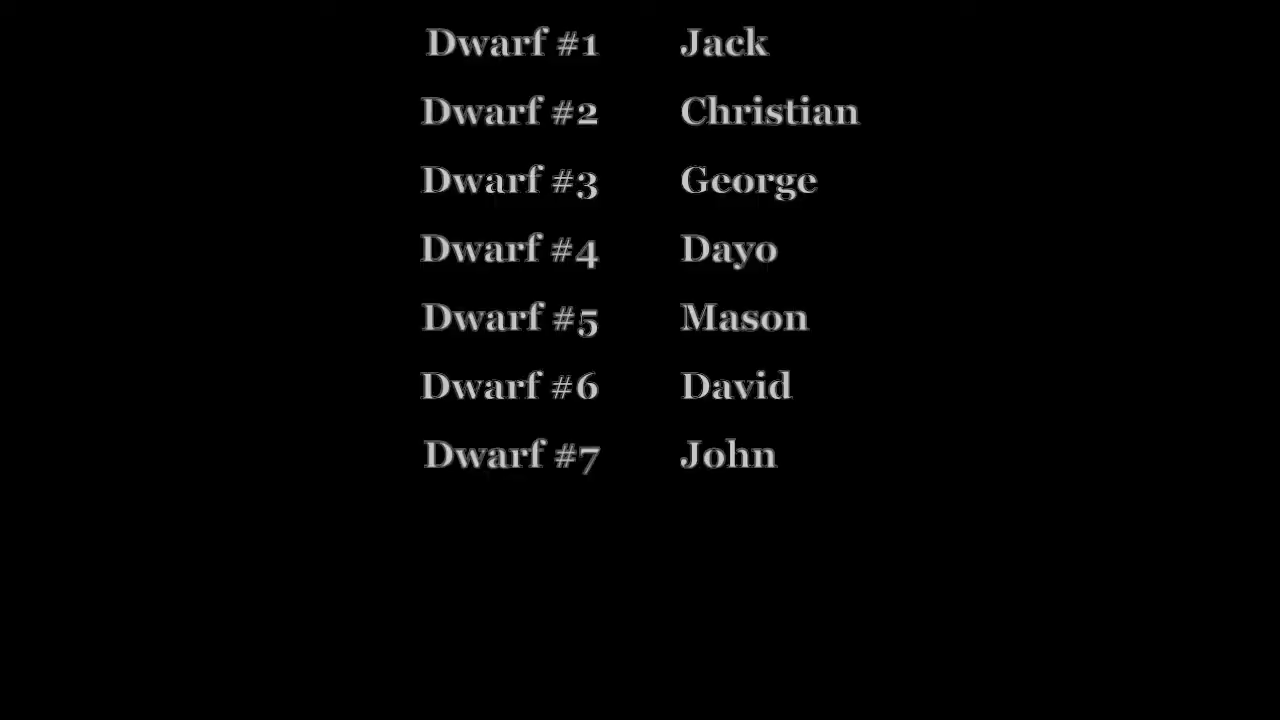 Dwarf #1 Jack
Dwarf #2 Christian
Dwarf #3 George
Dwarf #4 Dayo
Dwarf #5 Mason
Dwarf #6 David
Dwarf #7 John